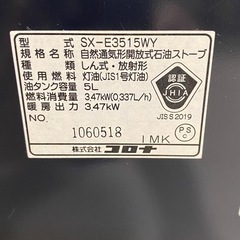 型式 SX-E3515WY
規格名称 自然通気形開放式石油ストーブ
種類 しん式・放射形
使用燃料 灯油(JIS1号灯油)
油タンク容量 5L
燃料消費量 3.47kW(0.337L/h)
暖房出力 3.47kW
NO. 1060518
認証
JHIA
JIS S 2019
1MK
PS
C
株式会社 コロナ